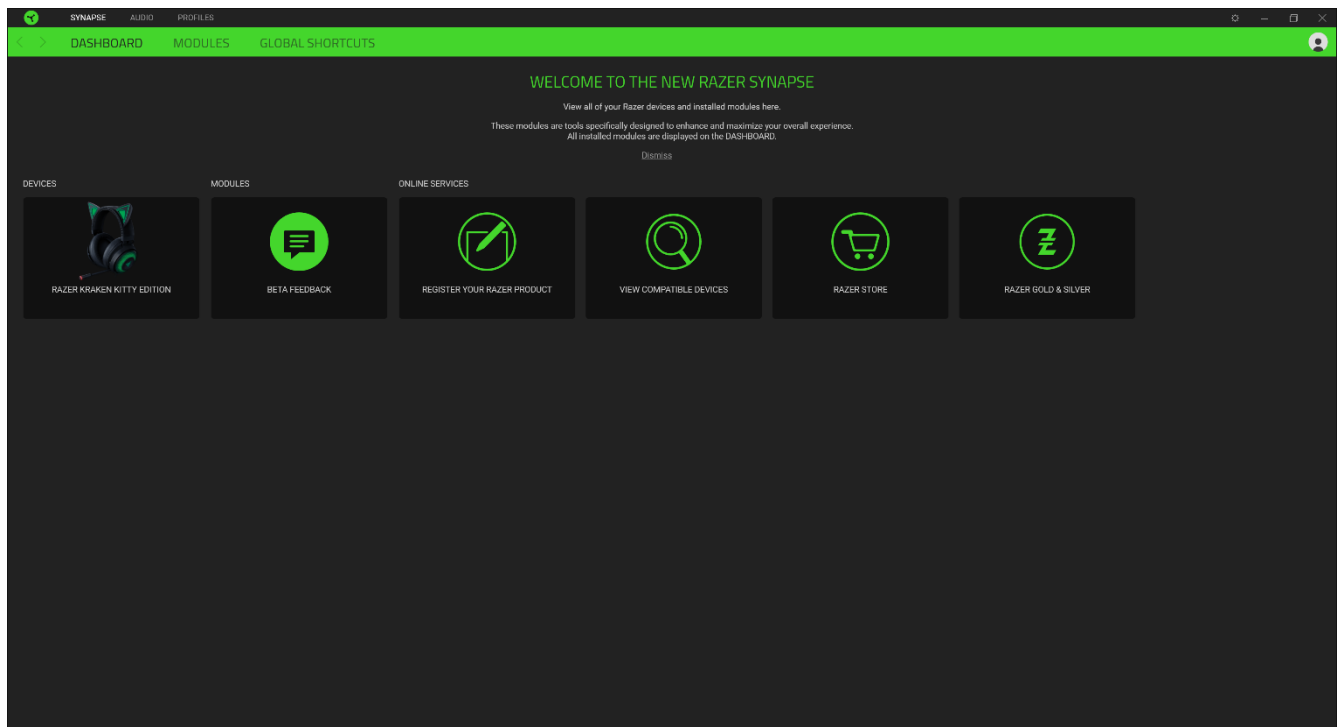 SYNAPSE AUDIO PROFILES
DASHBOARD MODULES GLOBAL SHORTCUTS
WELCOME TO THE NEW RAZER SYNAPSE
View all of your Razer devices and installed modules here.
These modules are tools specifically designed to enhance and maximize your overall experience.
All installed modules are displayed on the DASHBOARD.
Dismiss
DEVICES MODULES ONLINE SERVICES
RAZER KRAKEN KITTY EDITION BETA FEEDBACK REGISTER YOUR RAZER PRODUCT VIEW COMPATIBLE DEVICES RAZER STORE RAZER GOLD & SILVER